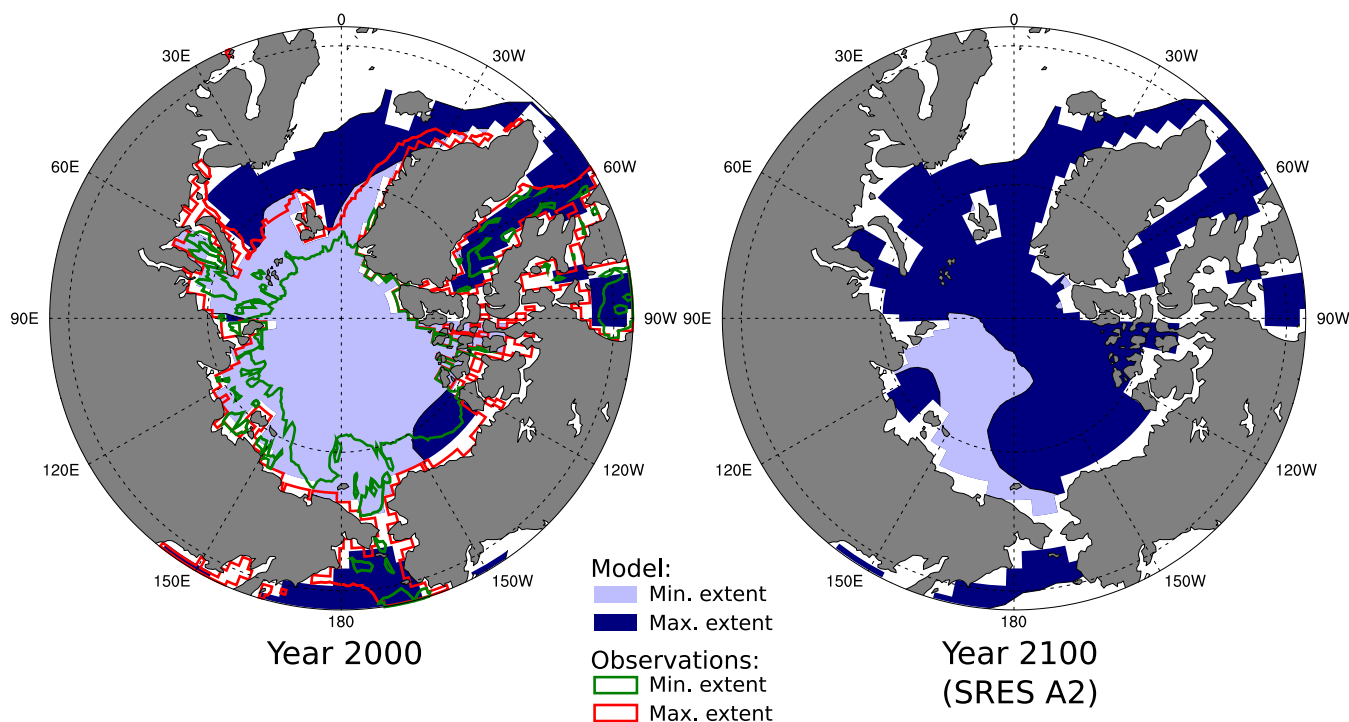 0
30E
30W
60E
60W
90E
90W
120E
120W
150E
150W
180
Year 2000
Model:
Min. extent
Max. extent
Observations:
Min. extent
Max. extent
0
30E
30W
60E
60W
90E
90W
120E
120W
150E
150W
180
Year 2100
(SRES A2)